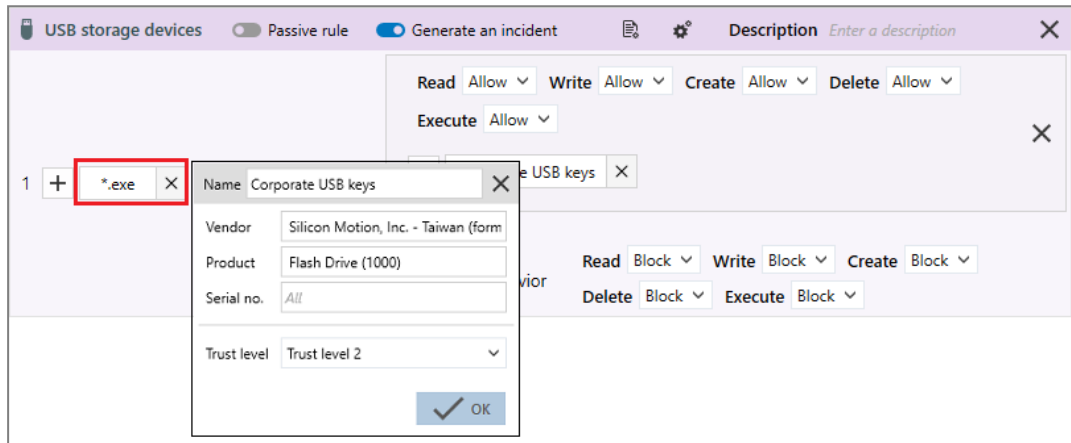 USB storage devices Passive rule Generate an incident Description Enter a description
Read Allow Write Allow Create Allow Delete Allow
Execute Allow
e USB keys
1 + *.exe
Name Corporate USB keys
Vendor Silicon Motion, Inc. - Taiwan (form
Product Flash Drive (1000)
Serial no. All
Trust level Trust level 2
OK
vior
Read Block Write Block Create Block
Delete Block Execute Block